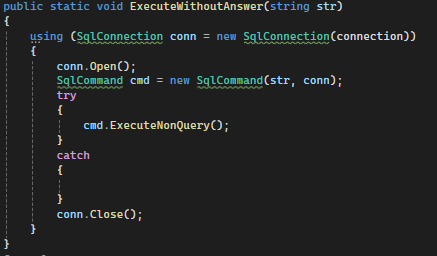 public static void ExecuteWithoutAnswer(string str)
{
using (SqlConnection conn = new SqlConnection(connection))
{
conn.Open();
SqlCommand cmd = new SqlCommand(str, conn);
try
{
cmd.ExecuteNonQuery();
}
catch
{
}
conn.Close();
}
}